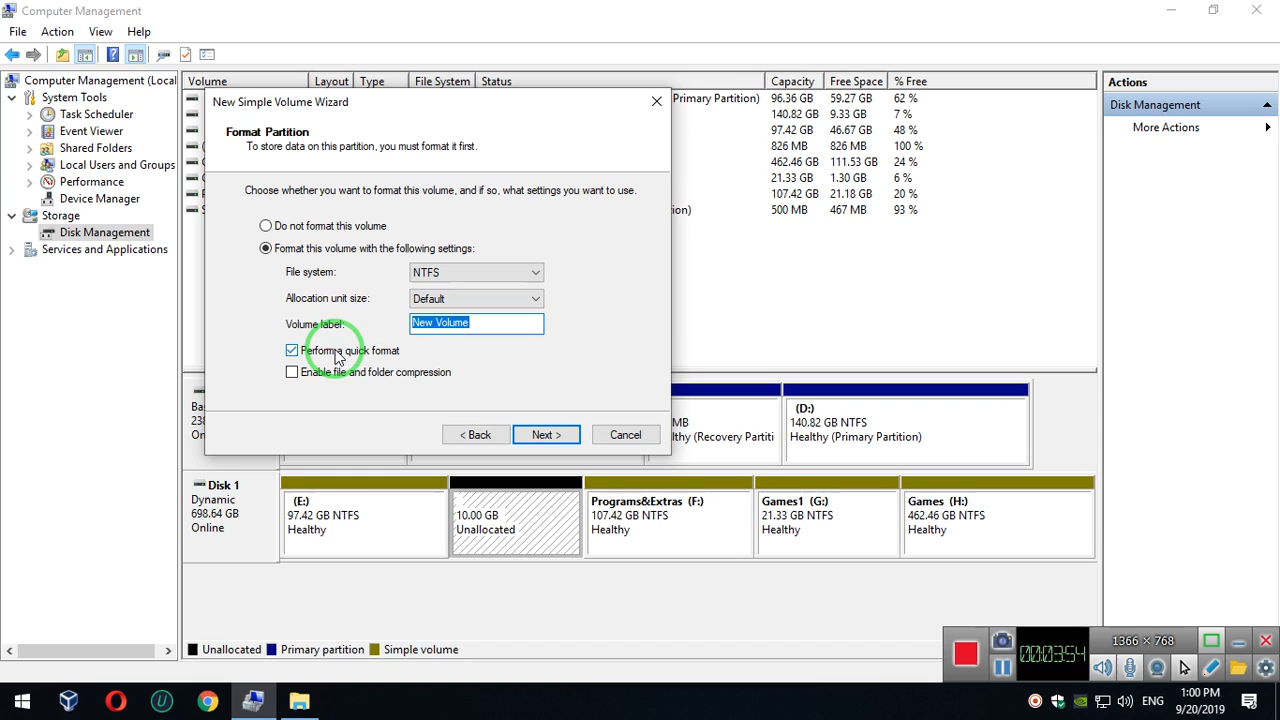 Computer Management
File Action View Help
Computer Management (Local
System Tools
Task Scheduler
Event Viewer
Shared Folders
Local Users and Groups
Performance
Device Manager
Storage
Disk Management
Services and Applications
Volume Layout Type File System Status Capacity Free Space % Free
Primary Partition) 96.36 GB 59.27 GB 62 %
140.82 GB 9.33 GB 7 %
97.42 GB 46.67 GB 48 %
826 MB 826 MB 100 %
462.46 GB 111.53 GB 24 %
21.33 GB 1.30 GB 6 %
107.42 GB 21.18 GB 20 %
ion) 500 MB 467 MB 93 %
Actions
Disk Management
More Actions
New Simple Volume Wizard
Format Partition
To store data on this partition, you must format it first.
Choose whether you want to format this volume, and if so, what settings you want to use.
Do not format this volume
Format this volume with the following settings:
File system: NTFS
Allocation unit size: Default
Volume label: New Volume
Perform a quick format
Enable file and folder compression
< Back Next > Cancel
Ba
238
On
MB
lthy (Recovery Partiti
(D:)
140.82 GB NTFS
Healthy (Primary Partition)
Disk 1
Dynamic
698.64 GB
Online
(E:)
97.42 GB NTFS
Healthy
10.00 GB
Unallocated
Programs&Extras (F:)
107.42 GB NTFS
Healthy
Games1 (G:)
21.33 GB NTFS
Healthy
Games (H:)
462.46 GB NTFS
Healthy
Unallocated Primary partition Simple volume
1366 × 768
00:03:54
ENG
1:00 PM
9/20/2019